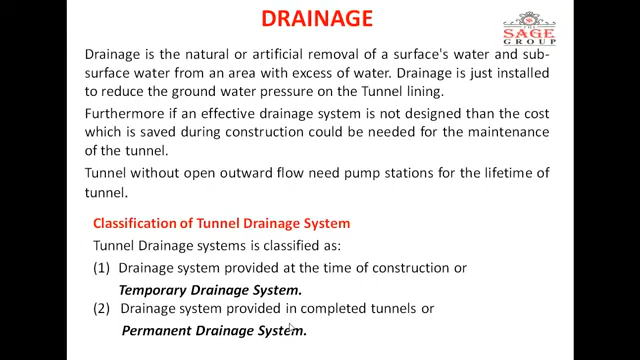 DRAINAGE
The
SAGE
GROUP
Drainage is the natural or artificial removal of a surface's water and sub-
surface water from an area with excess of water. Drainage is just installed
to reduce the ground water pressure on the Tunnel lining.
Furthermore if an effective drainage system is not designed than the cost
which is saved during construction could be needed for the maintenance
of the tunnel.
Tunnel without open outward flow need pump stations for the lifetime of
tunnel.
Classification of Tunnel Drainage System
Tunnel Drainage systems is classified as:
(1) Drainage system provided at the time of construction or
Temporary Drainage System.
(2) Drainage system provided in completed tunnels or
Permanent Drainage System.